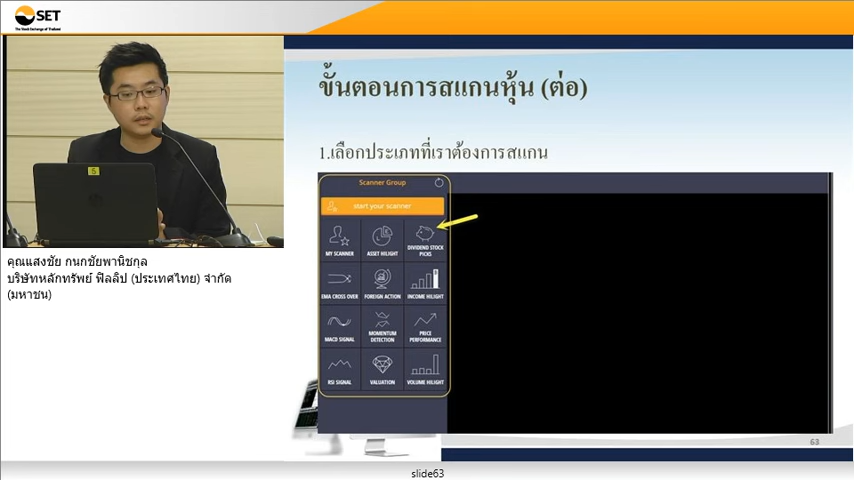 SET
The Stock Exchange of Thailand
ขั้นตอนการสแกนหุ้น (ต่อ)
1.เลือกประเภทที่เราต้องการสแกน
5
Scanner Group
start your scanner
MY SCANNER
ASSET HILIGHT
DIVIDEND STOCK
PICKS
EMA CROSS OVER
FOREIGN ACTION
INCOME HILIGHT
MACD SIGNAL
MOMENTUM
DETECTION
PRICE
PERFORMANCE
RSI SIGNAL
VALUATION
VOLUME HILIGHT
คุณแสงชัย กนกชัยพานิชกุล
บริษัทหลักทรัพย์ ฟิลลิป (ประเทศไทย) จำกัด
(มหาชน)
63
slide63